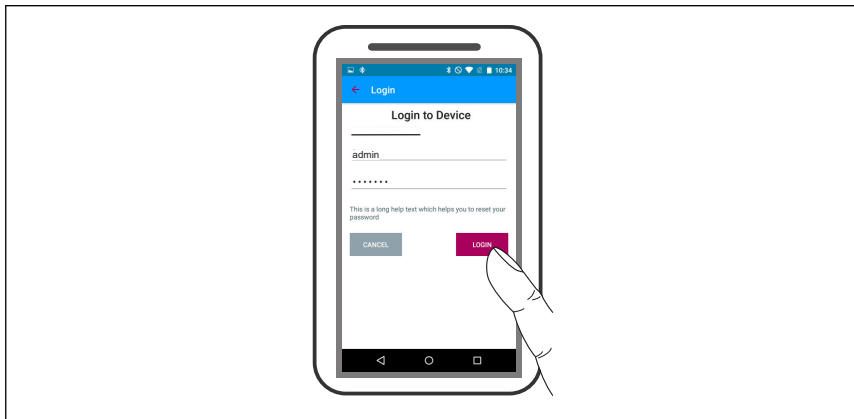 10:34
Login
Login to Device
admin
•••••••
This is a long help text which helps you to reset your
password
CANCEL
LOGIN